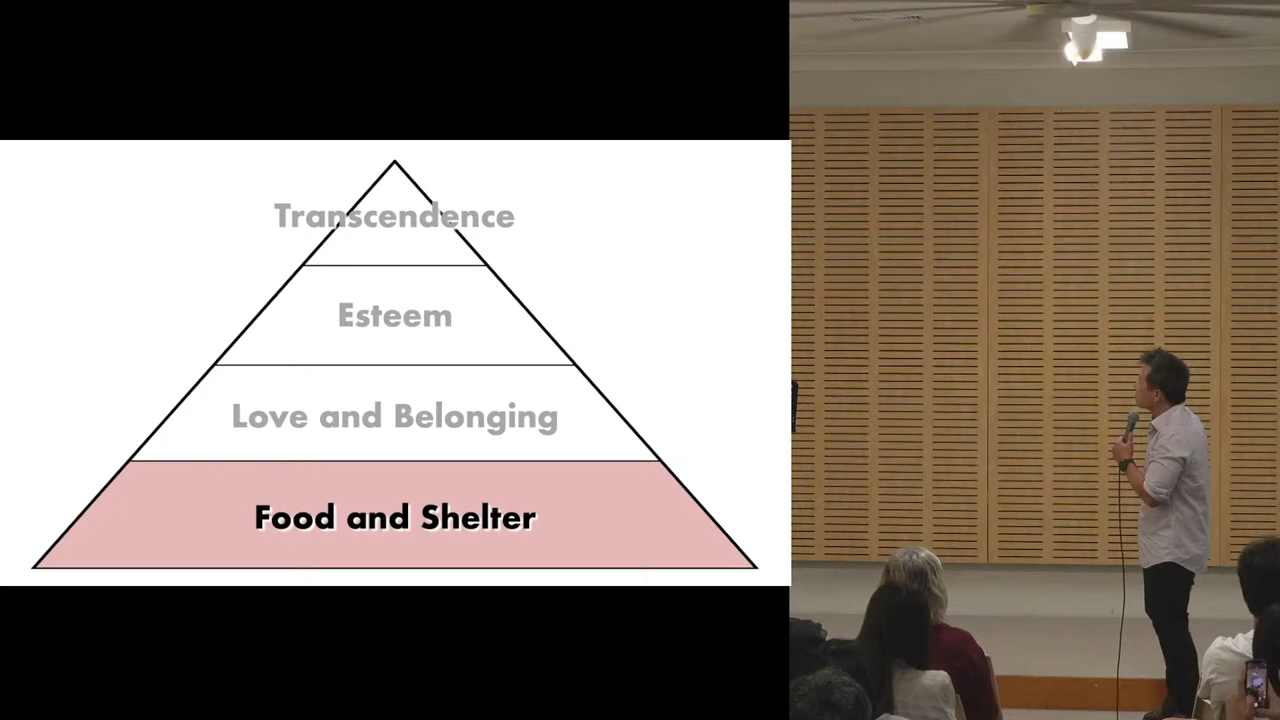 Transcendence
Esteem
Love and Belonging
Food and Shelter